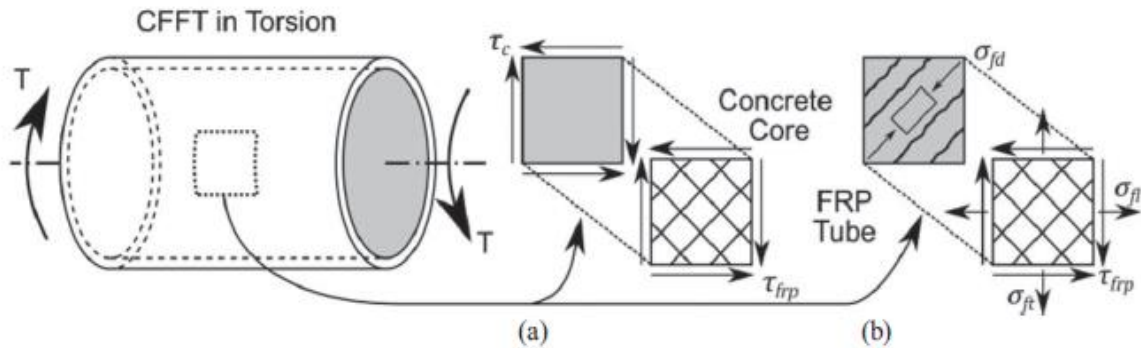 CFFT in Torsion
T
T
τc
Concrete
Core
τfrp
(a)
σfd
FRP
Tube
σfl
τfrp
σft
(b)